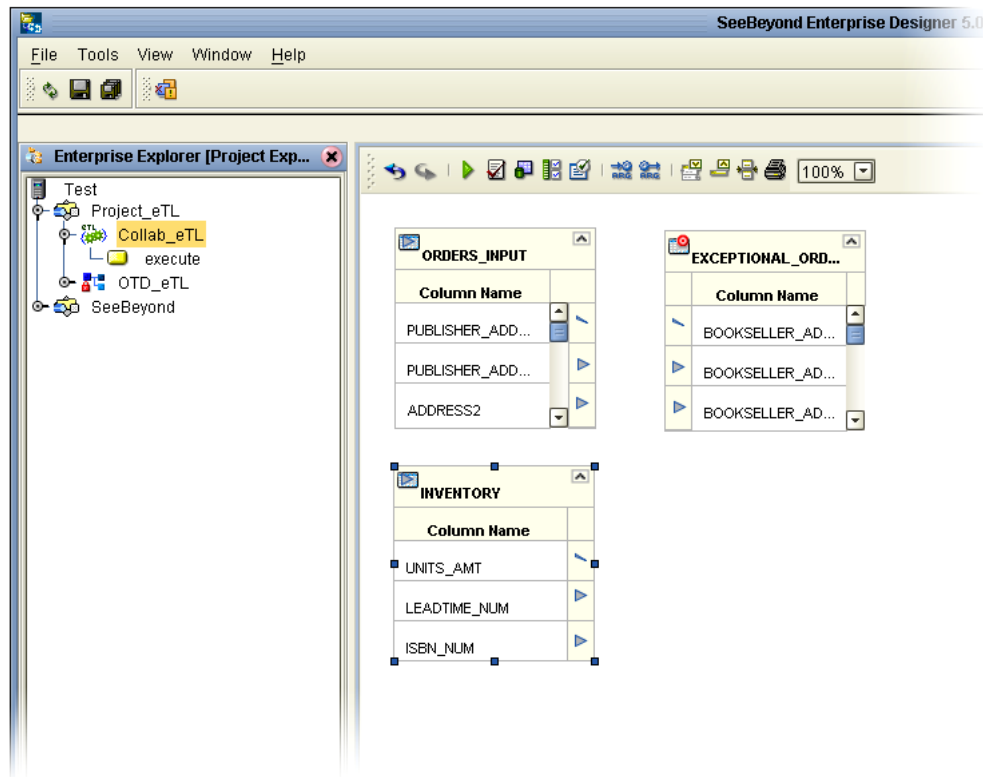 SeeBeyond Enterprise Designer 5.0
File Tools View Window Help
Enterprise Explorer [Project Exp...
Test
Project_eTL
Collab_eTL
execute
OTD_eTL
SeeBeyond
100%
ORDERS_INPUT
Column Name
PUBLISHER_ADD...
PUBLISHER_ADD...
ADDRESS2
EXCEPTIONAL_ORD...
Column Name
BOOKSELLER_AD...
BOOKSELLER_AD...
BOOKSELLER_AD...
INVENTORY
Column Name
UNITS_AMT
LEADTIME_NUM
ISBN_NUM